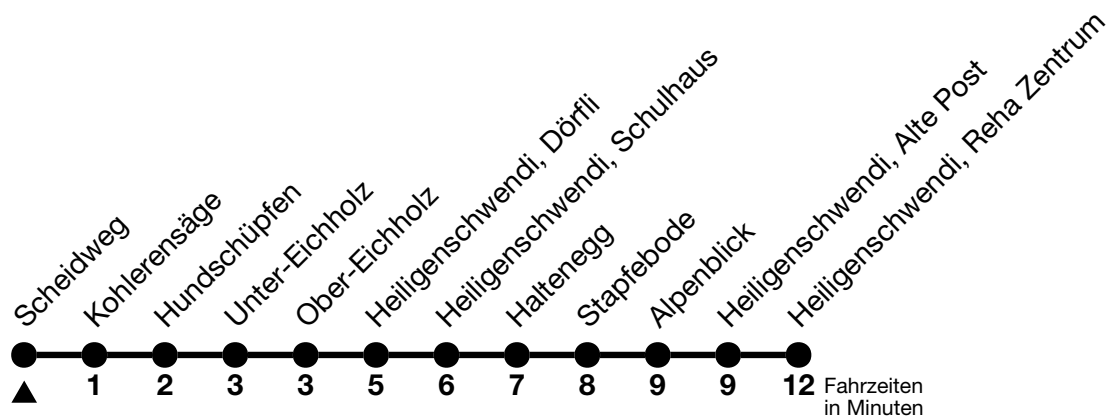 Scheidweg
Kohlerensäge
Hundschüpfen
Unter-Eichholz
Ober-Eichholz
Heiligenschwendi, Dörfli
Heiligenschwendi, Schulhaus
Haltenegg
Stapfebode
Alpenblick
Heiligenschwendi, Alte Post
Heiligenschwendi, Reha Zentrum
1 2 3 3 5 6 7 8 9 9 12
Fahrzeiten
in Minuten